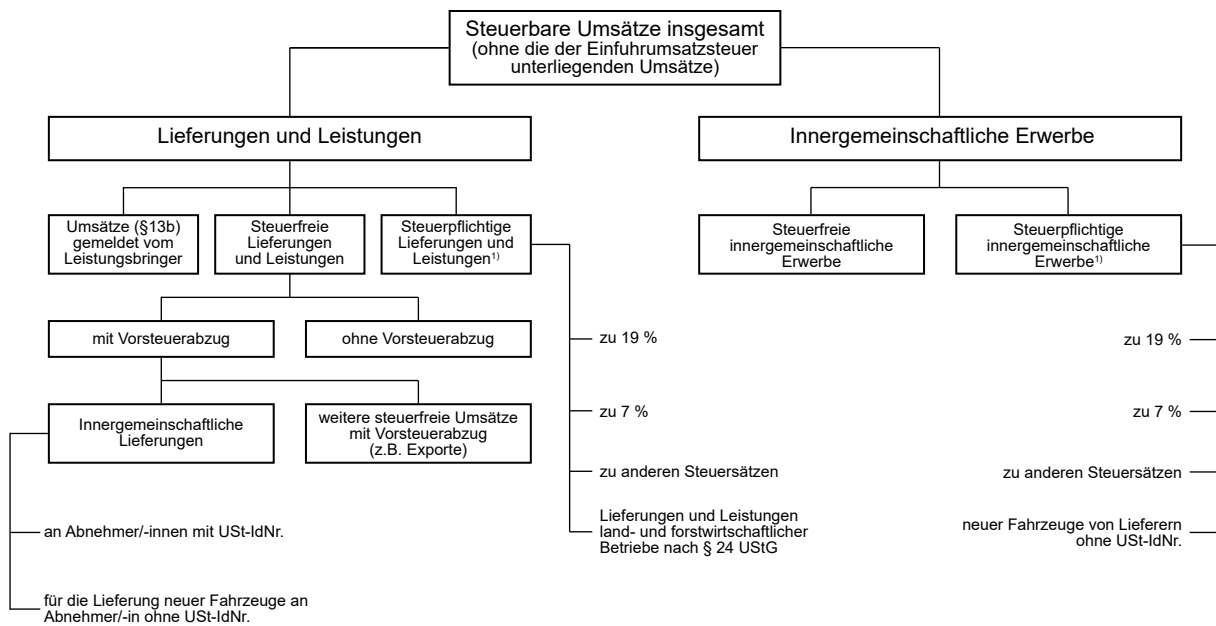 Steuerbare Umsätze insgesamt
(ohne die der Einfuhrumsatzsteuer
unterliegenden Umsätze)
Lieferungen und Leistungen
Innergemeinschaftliche Erwerbe
Umsätze (§13b)
gemeldet vom
Leistungsbringer
Steuerfreie
Lieferungen
und Leistungen
Steuerpflichtige
Lieferungen und
Leistungen¹⁾
Steuerfreie
innergemeinschaftliche
Erwerbe
Steuerpflichtige
innergemeinschaftliche
Erwerbe¹⁾
mit Vorsteuerabzug
ohne Vorsteuerabzug
zu 19 %
zu 19 %
zu 7 %
zu 7 %
Innergemeinschaftliche
Lieferungen
weitere steuerfreie Umsätze
mit Vorsteuerabzug
(z.B. Exporte)
zu anderen Steuersätzen
zu anderen Steuersätzen
an Abnehmer/-innen mit USt-IdNr.
Lieferungen und Leistungen
land- und forstwirtschaftlicher
Betriebe nach § 24 UStG
neuer Fahrzeuge von Lieferern
ohne USt-IdNr.
für die Lieferung neuer Fahrzeuge an
Abnehmer/-in ohne USt-IdNr.